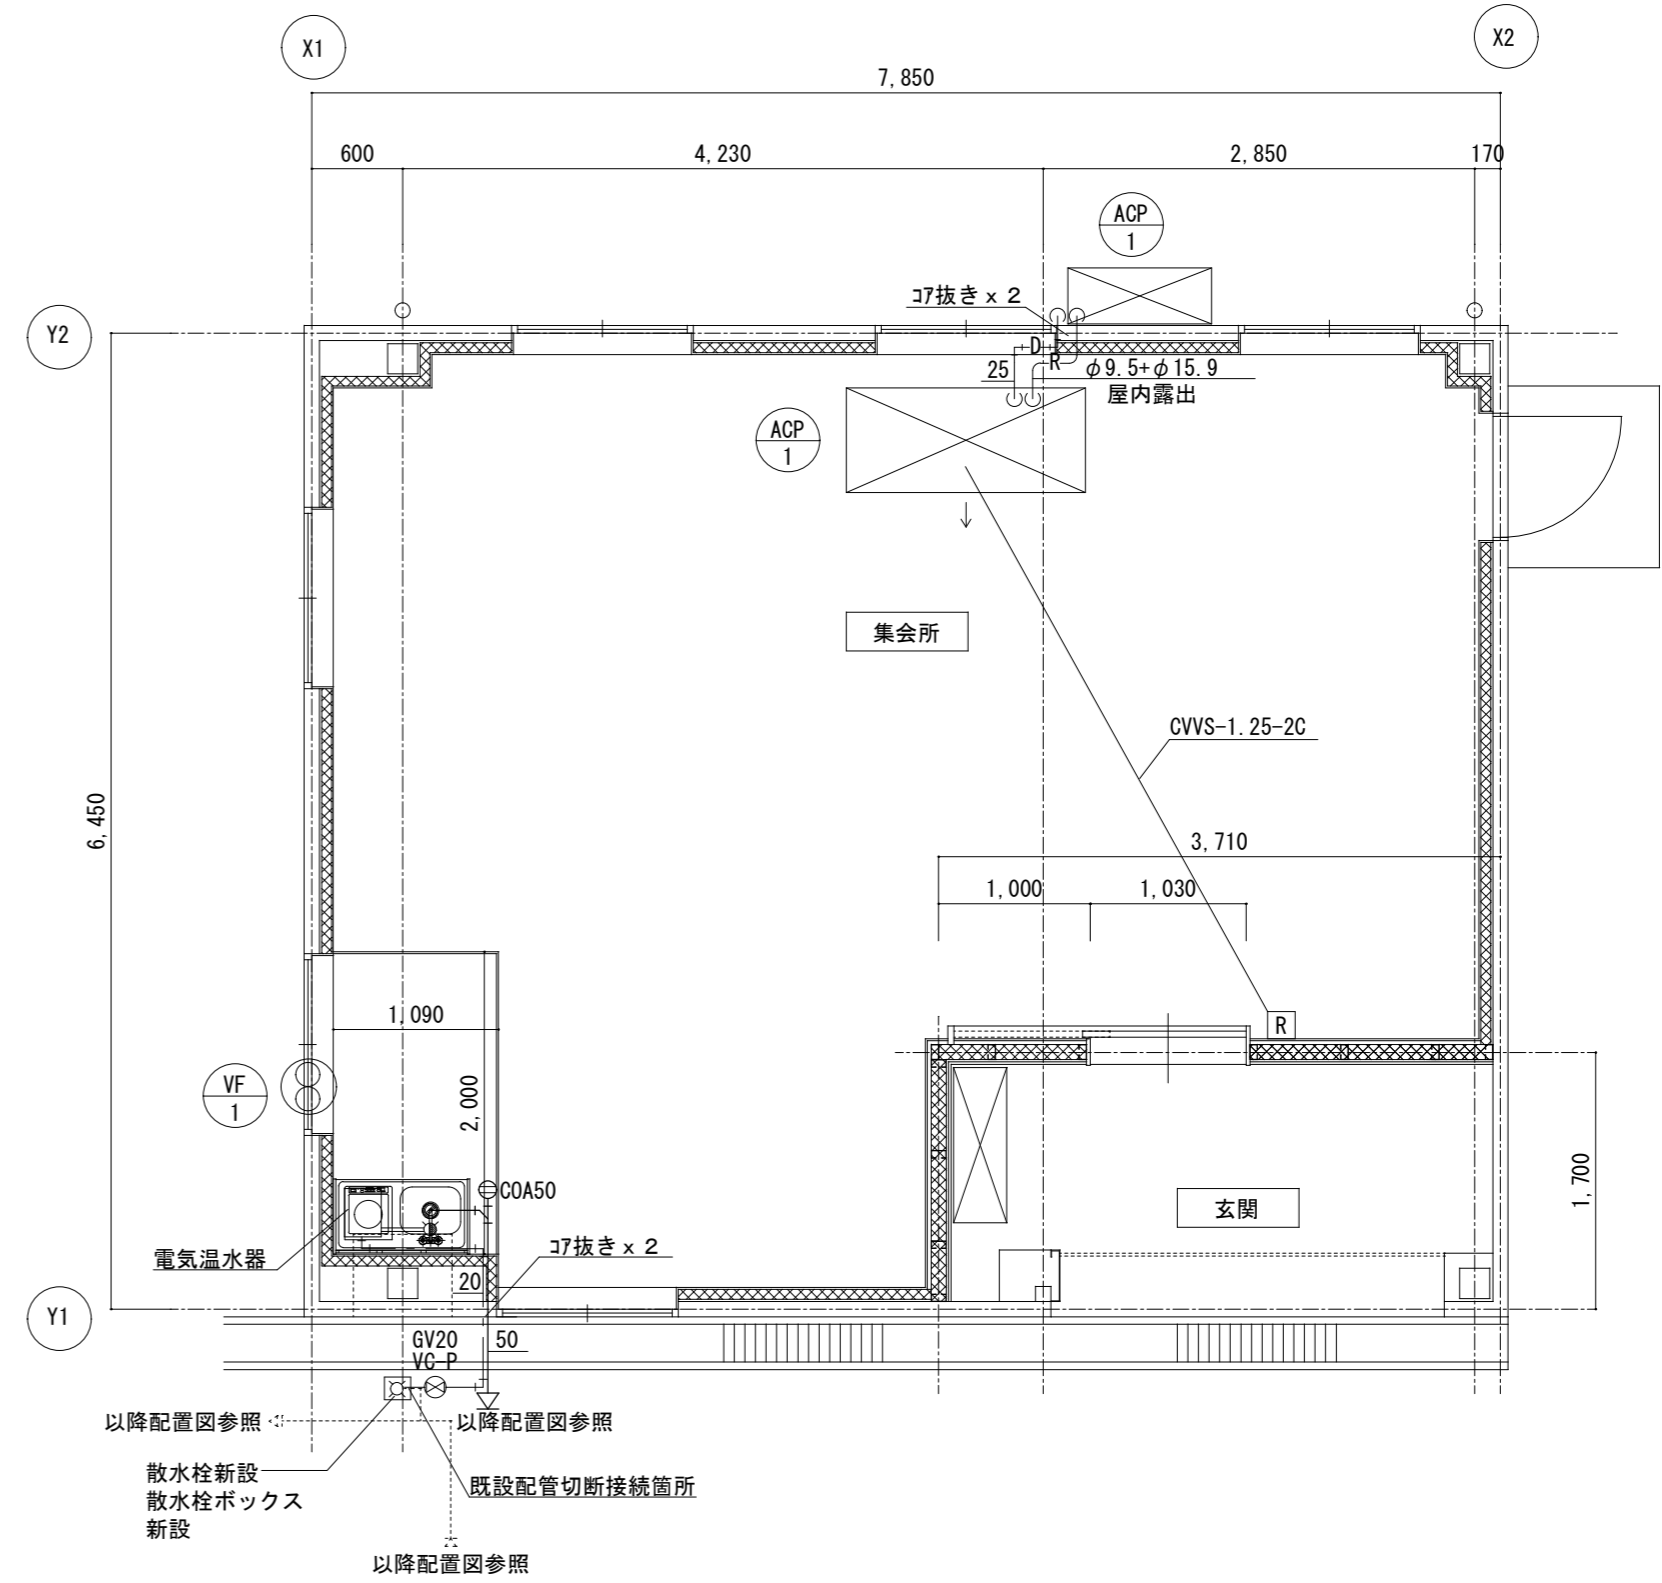 X1
X2
7,850
600
4,230
2,850
170
ACP
1
Y2
ｺｱ抜き x 2
D
R
25
φ9.5+φ15.9
屋内露出
ACP
1
集会所
CVVS-1.25-2C
6,450
3,710
1,000
1,030
R
1,090
2,000
VF
1
COA50
1,700
玄関
電気温水器
ｺｱ抜き x 2
20
Y1
GV20
50
VC-P
以降配置図参照
以降配置図参照
散水栓新設
散水栓ボックス
新設
既設配管切断接続箇所
以降配置図参照